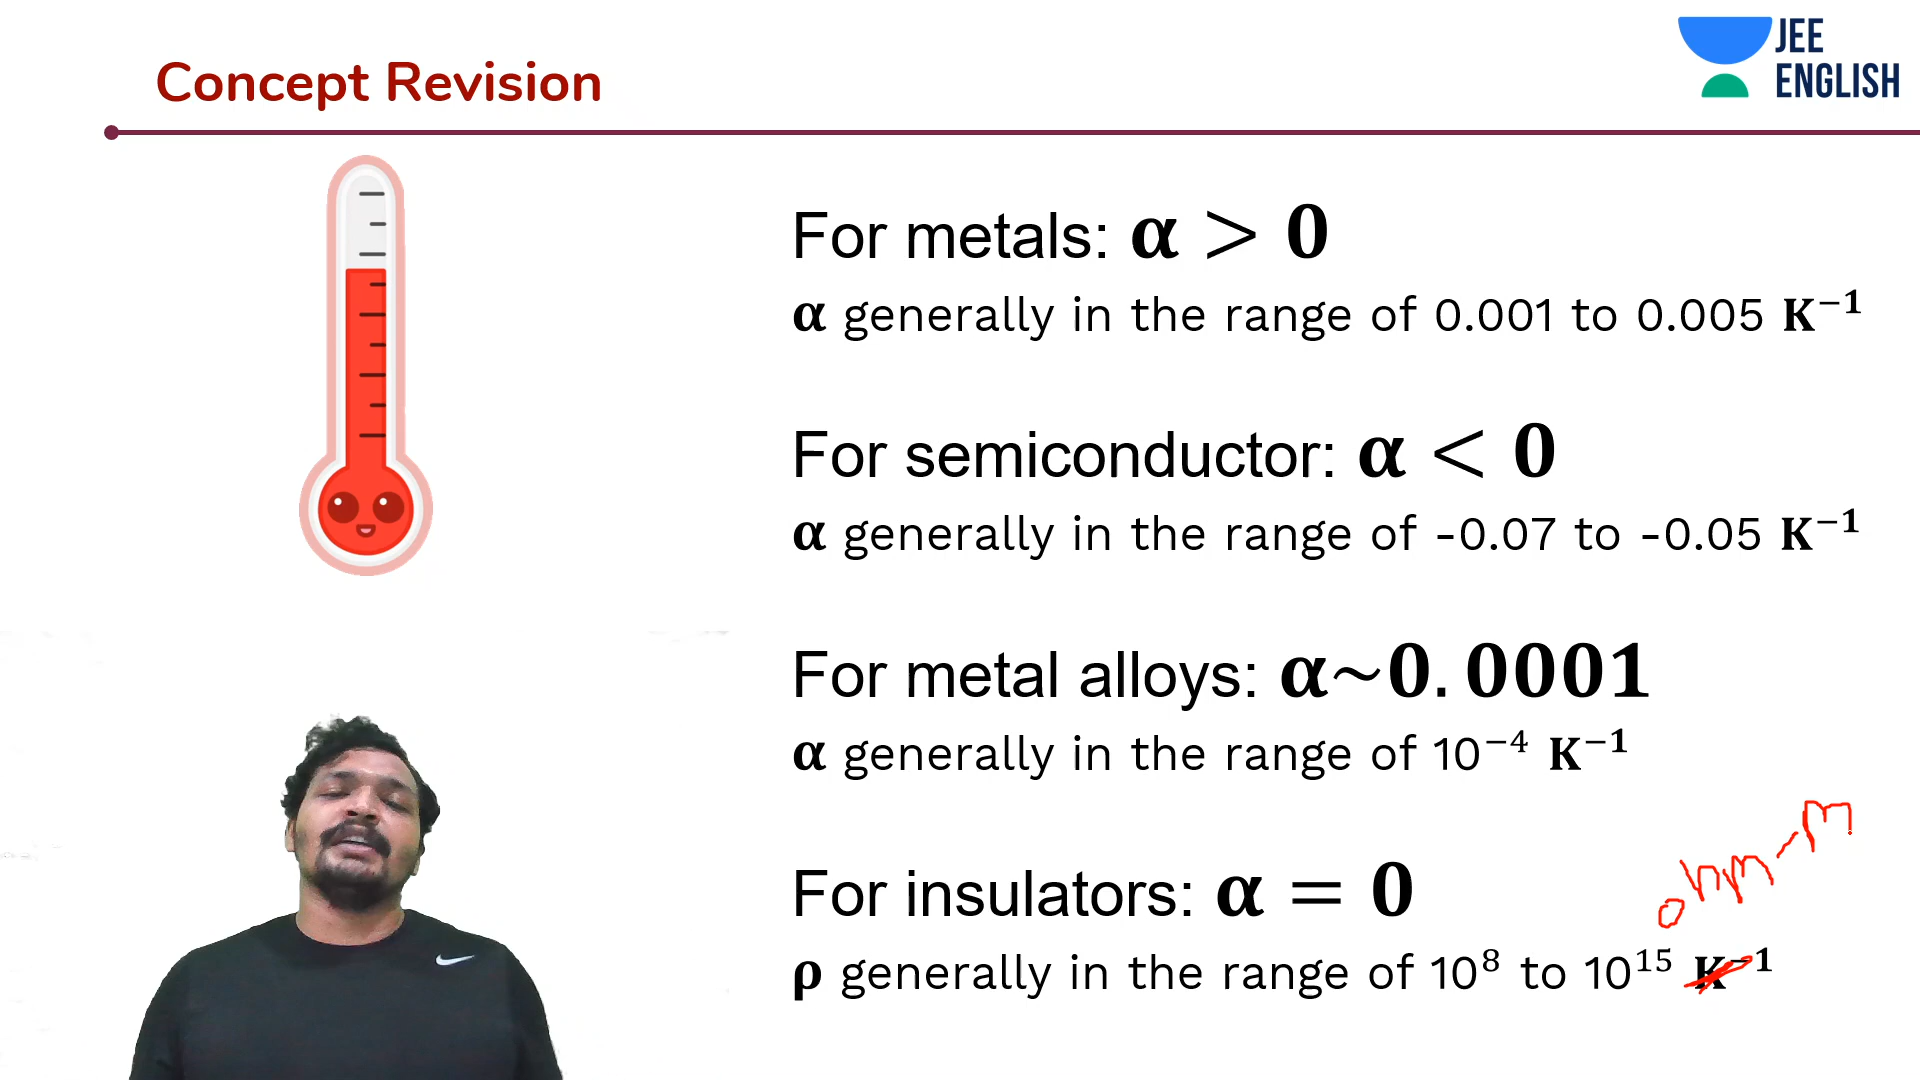 Concept Revision
JEE
ENGLISH
For metals: α > 0
α generally in the range of 0.001 to 0.005 K⁻¹
For semiconductor: α < 0
α generally in the range of -0.07 to -0.05 K⁻¹
For metal alloys: α~0.0001
α generally in the range of 10⁻⁴ K⁻¹
ohm-m
For insulators: α = 0
ρ generally in the range of 10⁸ to 10¹⁵ K⁻¹